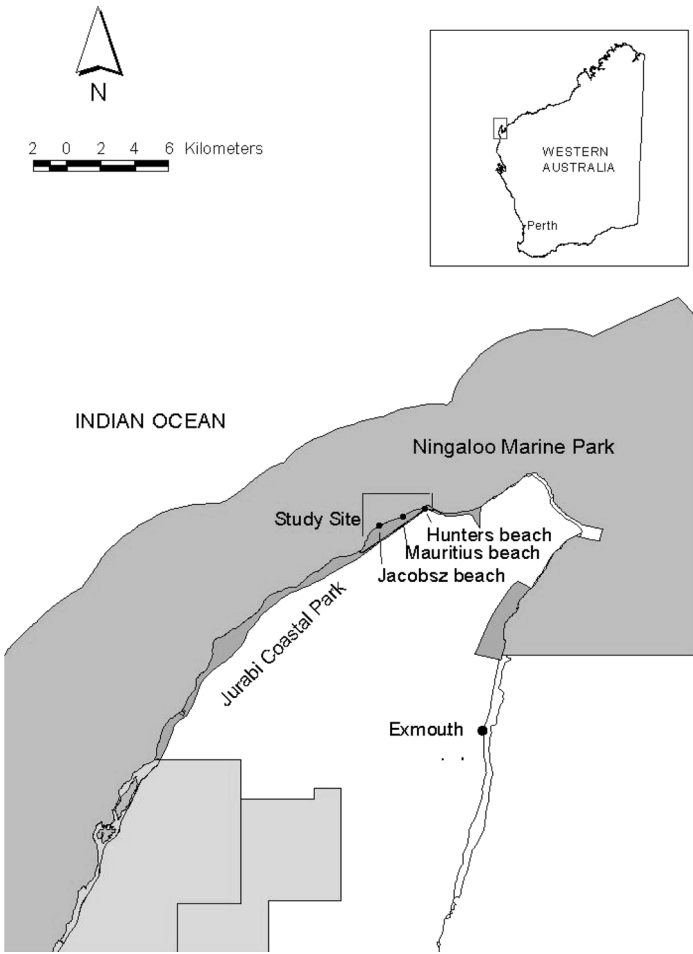 N
2 0 2 4 6 Kilometers
WESTERN
AUSTRALIA
Perth
INDIAN OCEAN
Ningaloo Marine Park
Study Site
Hunters beach
Mauritius beach
Jacobsz beach
Jurabi Coastal Park
Exmouth